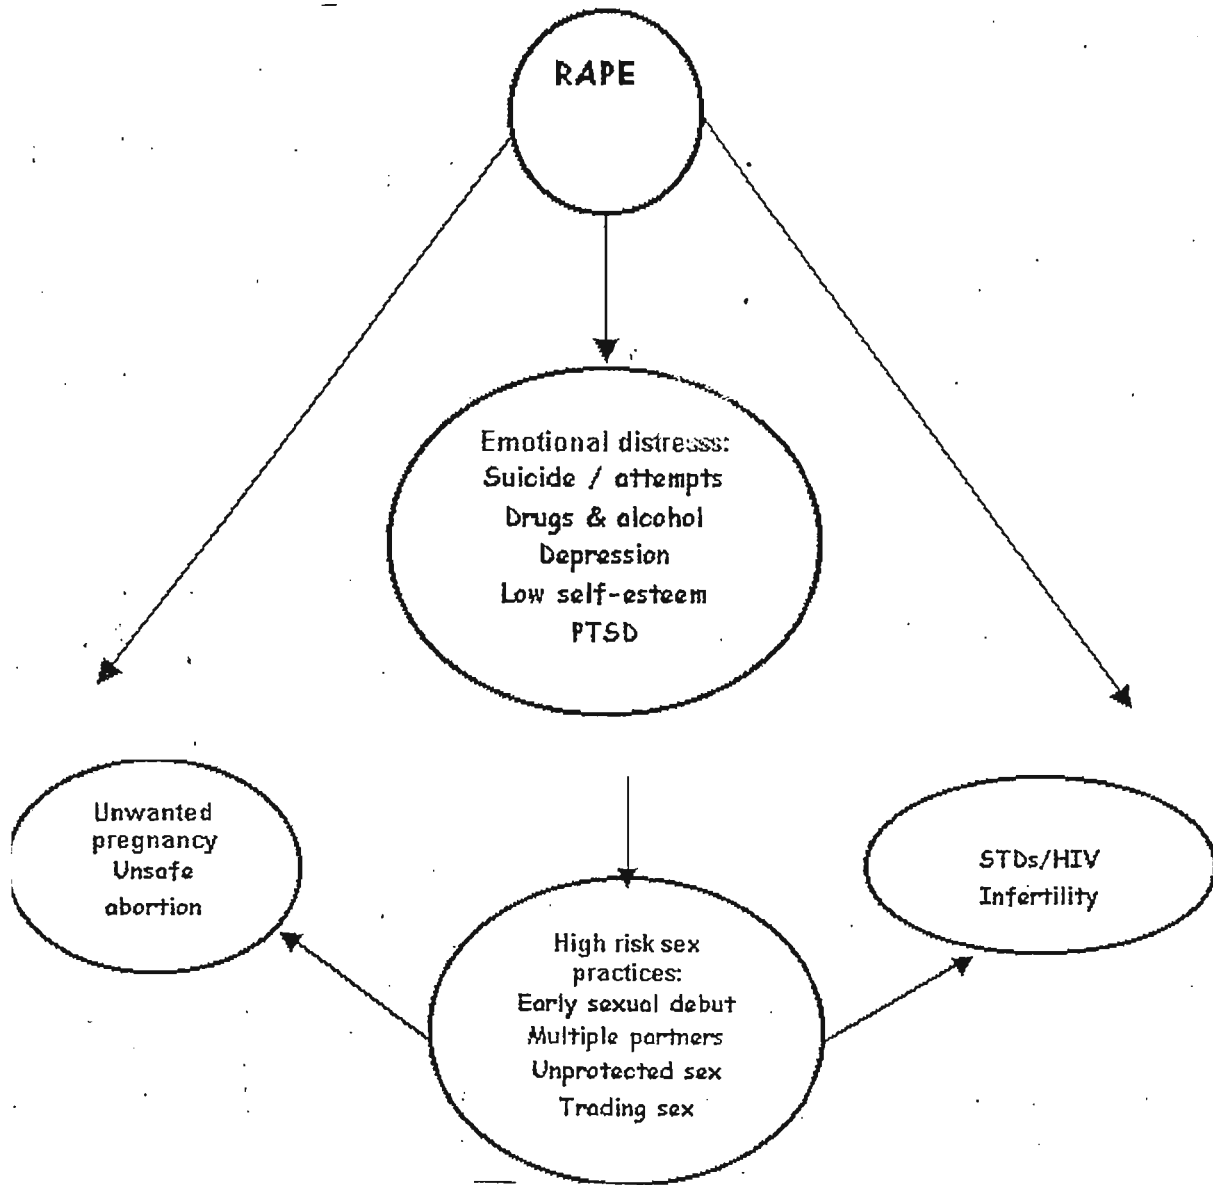 RAPE
Emotional distresss:
Suicide / attempts
Drugs & alcohol
Depression
Low self-esteem
PTSD
Unwanted
pregnancy
Unsafe
abortion
STDs/HIV
Infertility
High risk sex
practices:
Early sexual debut
Multiple partners
Unprotected sex
Trading sex